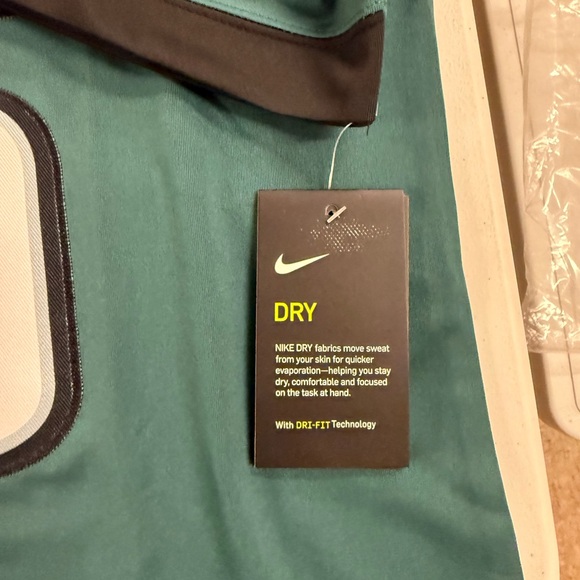 DRY
NIKE DRY fabrics move sweat
from your skin for quicker
evaporation—helping you stay
dry, comfortable and focused
on the task at hand.
With DRI-FIT Technology